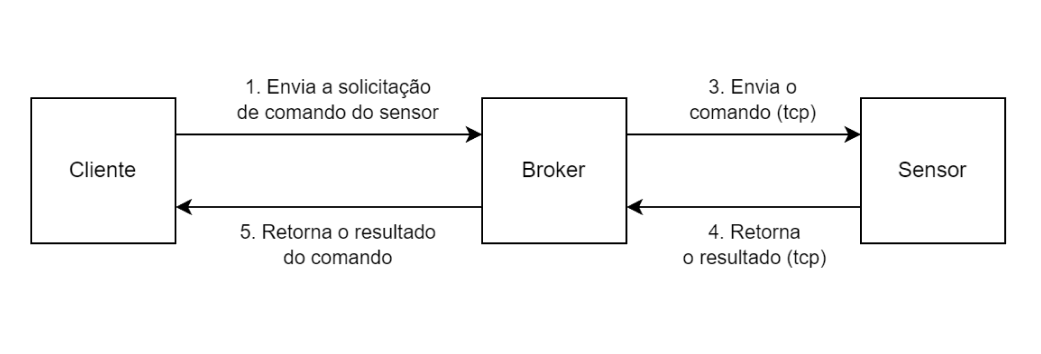 1. Envia a solicitação
de comando do sensor
3. Envia o
comando (tcp)
Cliente
Broker
Sensor
5. Retorna o resultado
do comando
4. Retorna
o resultado (tcp)